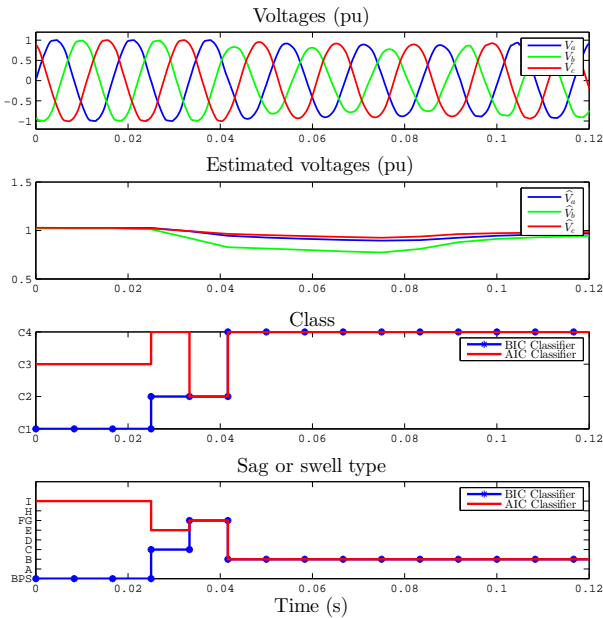 Voltages (pu)
1
0.5
0
−0.5
−1
V_a
V_b
V_c
0 0.02 0.04 0.06 0.08 0.1 0.12
Estimated voltages (pu)
1.5
1
0.5
V̂_a
V̂_b
V̂_c
0 0.02 0.04 0.06 0.08 0.1 0.12
Class
C4
C3
C2
C1
BIC Classifier
AIC Classifier
0 0.02 0.04 0.06 0.08 0.1 0.12
Sag or swell type
I
H
FG
E
D
C
B
A
BPS
BIC Classifier
AIC Classifier
0 0.02 0.04 0.06 0.08 0.1 0.12
Time (s)